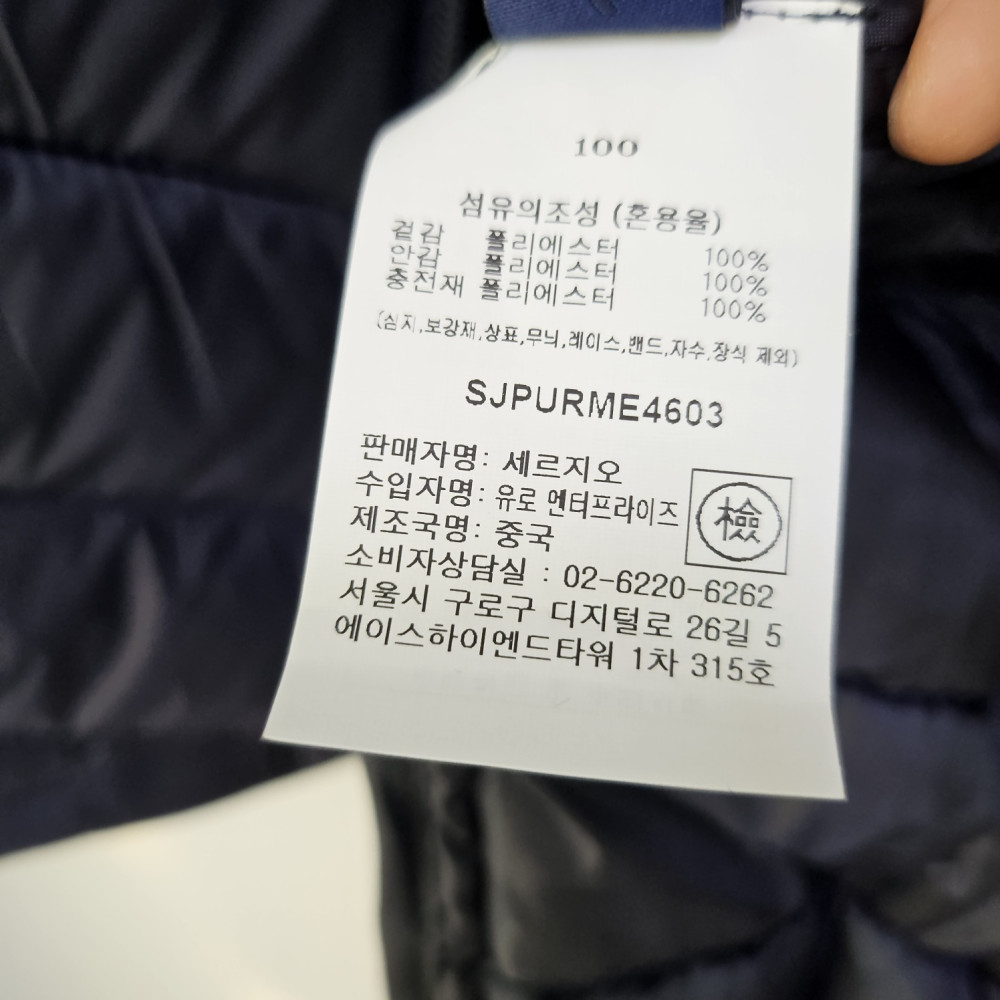 100
섬유의조성 (혼용율)
겉감 폴리에스터 100%
안감 폴리에스터 100%
충전재 폴리에스터 100%
(심지,보강재,상표,무늬,레이스,밴드,자수,장식 제외)
SJPURME4603
판매자명: 세르지오
수입자명: 유로 엔터프라이즈
檢
제조국명: 중국
소비자상담실 : 02-6220-6262
서울시 구로구 디지털로 26길 5
에이스하이엔드타워 1차 315호